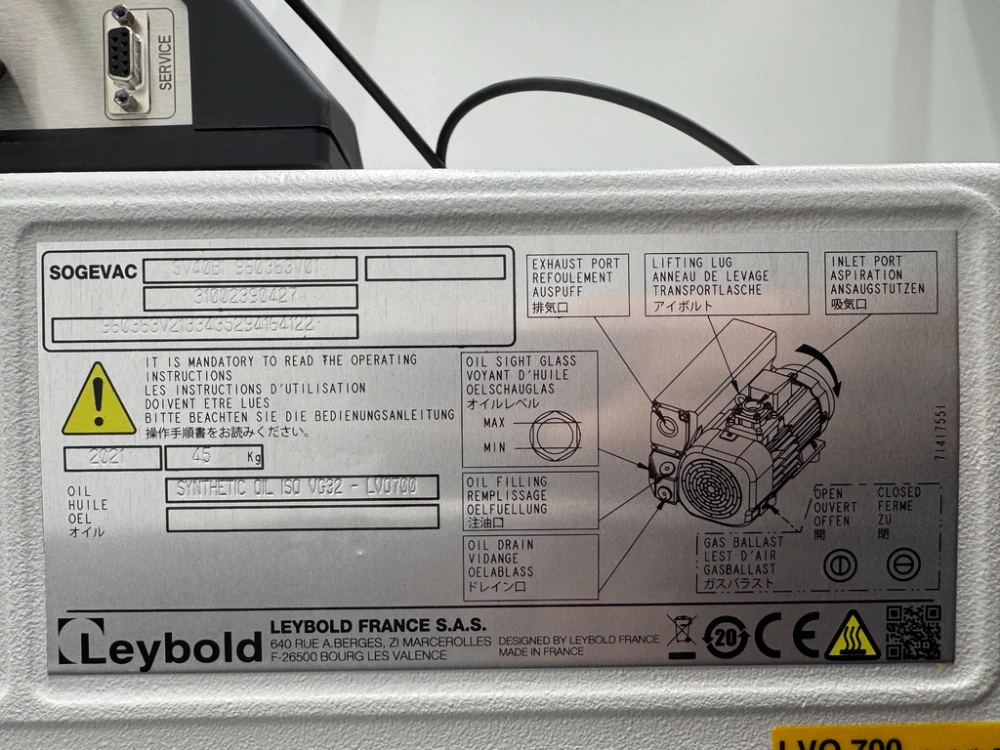 SERVICE
SOGEVAC
SV40B 960363V01
31002390427
IT IS MANDATORY TO READ THE OPERATING
INSTRUCTIONS
LES INSTRUCTIONS D'UTILISATION
DOIVENT ETRE LUES
BITTE BEACHTEN SIE DIE BEDIENUNGSANLEITUNG
操作手順書をお読みください。
2021
45 Kg
OIL
HUILE
OEL
オイル
SYNTHETIC OIL ISO VG32 - LVO700
EXHAUST PORT
REFOULEMENT
AUSPUFF
排気口
LIFTING LUG
ANNEAU DE LEVAGE
TRANSPORTLASCHE
アイボルト
INLET PORT
ASPIRATION
ANSAUGSTUTZEN
吸気口
OIL SIGHT GLASS
VOYANT D'HUILE
OELSCHAUGLAS
オイルレベル
MAX
MIN
OIL FILLING
REMPLISSAGE
OELFUELLUNG
注油口
OIL DRAIN
VIDANGE
OELABLASS
ドレイン口
71417551
OPEN
OUVERT
OFFEN
開
CLOSED
FERME
ZU
閉
GAS BALLAST
LEST D'AIR
GASBALLAST
ガスバラスト
Leybold
LEYBOLD FRANCE S.A.S.
640 RUE A.BERGES, ZI MARCEROLLES
F-26500 BOURG LES VALENCE
DESIGNED BY LEYBOLD FRANCE
MADE IN FRANCE
20
CE
LVO 700